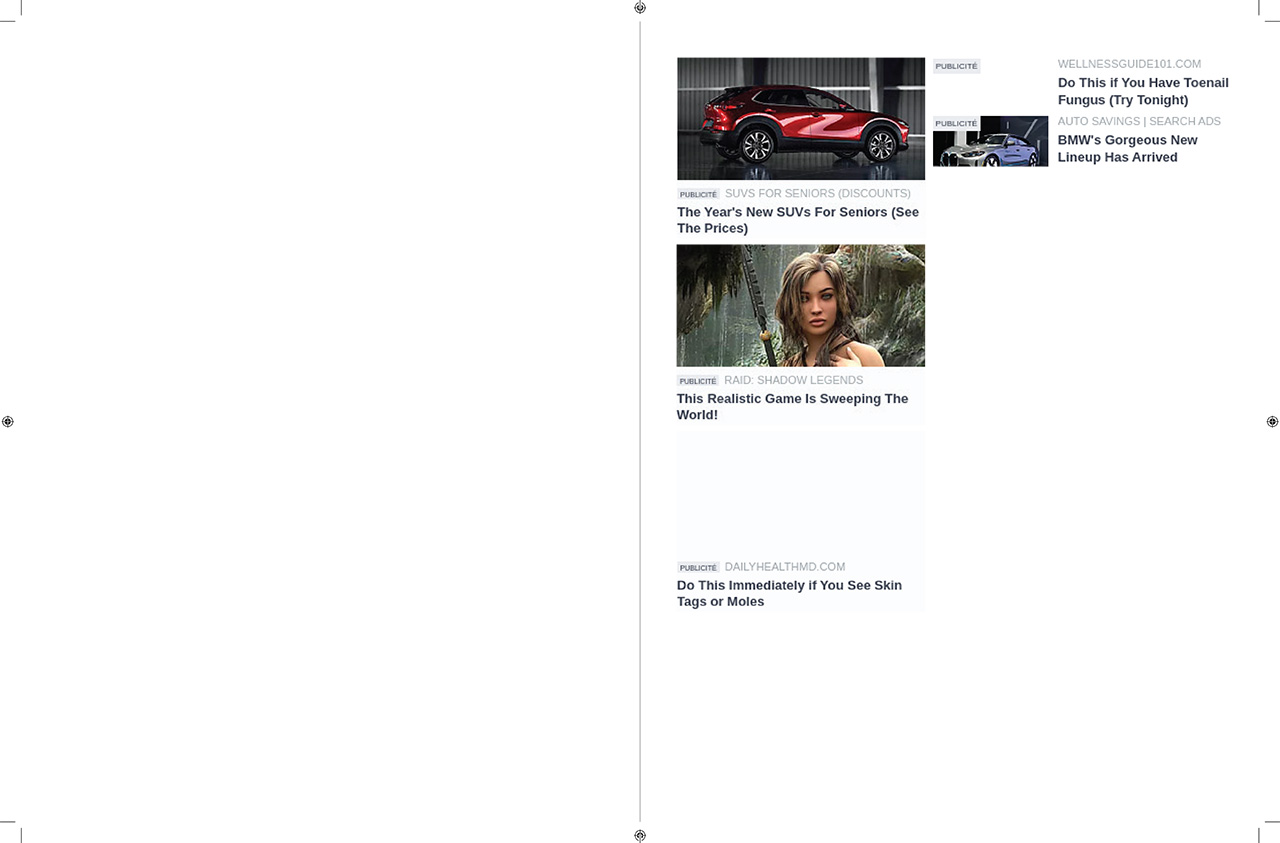 PUBLICITÉ SUVS FOR SENIORS (DISCOUNTS)
The Year's New SUVs For Seniors (See
The Prices)
PUBLICITÉ RAID: SHADOW LEGENDS
This Realistic Game Is Sweeping The
World!
PUBLICITÉ DAILYHEALTHMD.COM
Do This Immediately if You See Skin
Tags or Moles
PUBLICITÉ WELLNESSGUIDE101.COM
Do This if You Have Toenail
Fungus (Try Tonight)
PUBLICITÉ AUTO SAVINGS | SEARCH ADS
BMW's Gorgeous New
Lineup Has Arrived